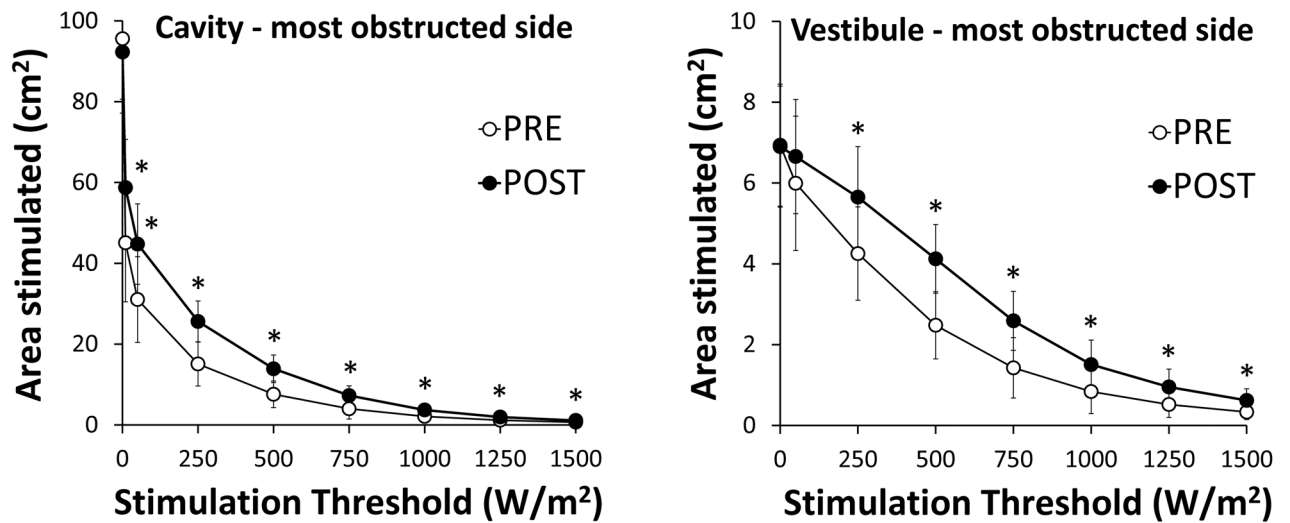 Cavity - most obstructed side
Area stimulated (cm²)
100
80
60
40
20
0
PRE
POST
*
*
*
*
*
*
*
*
0 250 500 750 1000 1250 1500
Stimulation Threshold (W/m²)
Vestibule - most obstructed side
Area stimulated (cm²)
10
8
6
4
2
0
PRE
POST
*
*
*
*
*
*
0 250 500 750 1000 1250 1500
Stimulation Threshold (W/m²)